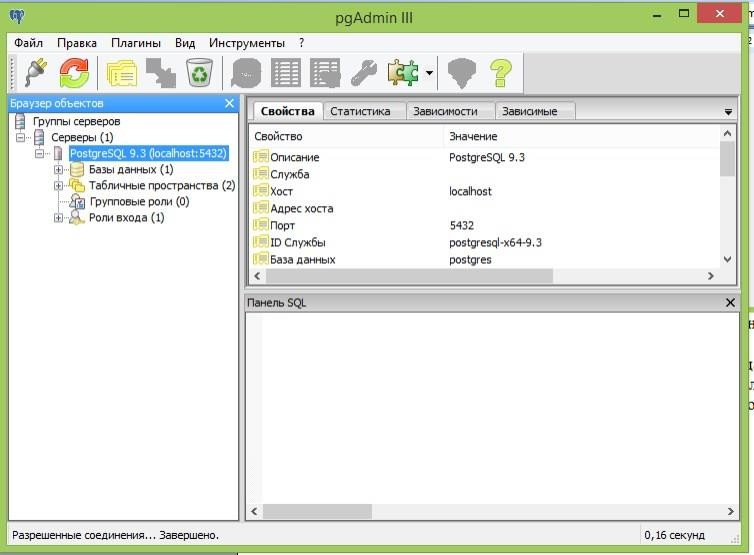 pgAdmin III
Файл Правка Плагины Вид Инструменты ?
Браузер объектов
Группы серверов
Серверы (1)
PostgreSQL 9.3 (localhost:5432)
Базы данных (1)
Табличные пространства (2)
Групповые роли (0)
Роли входа (1)
Свойства Статистика Зависимости Зависимые
Свойство Значение
Описание PostgreSQL 9.3
Служба
Хост localhost
Адрес хоста
Порт 5432
ID Службы postgresql-x64-9.3
База данных postgres
Панель SQL
Разрешенные соединения... Завершено. 0,16 секунд